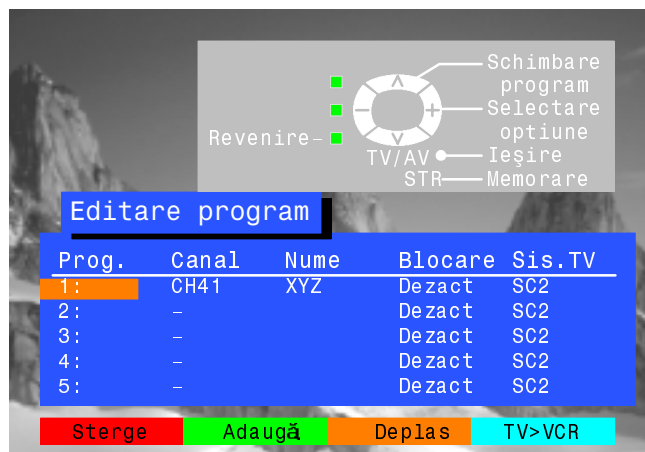 Schimbare
program
Selectare
optiune
Revenire
TV/AV Ieşire
STR Memorare
Editare program
Prog. Canal Nume Blocare Sis.TV
1: CH41 XYZ Dezact SC2
2: – Dezact SC2
3: – Dezact SC2
4: – Dezact SC2
5: – Dezact SC2
Sterge Adaugă Deplas TV>VCR